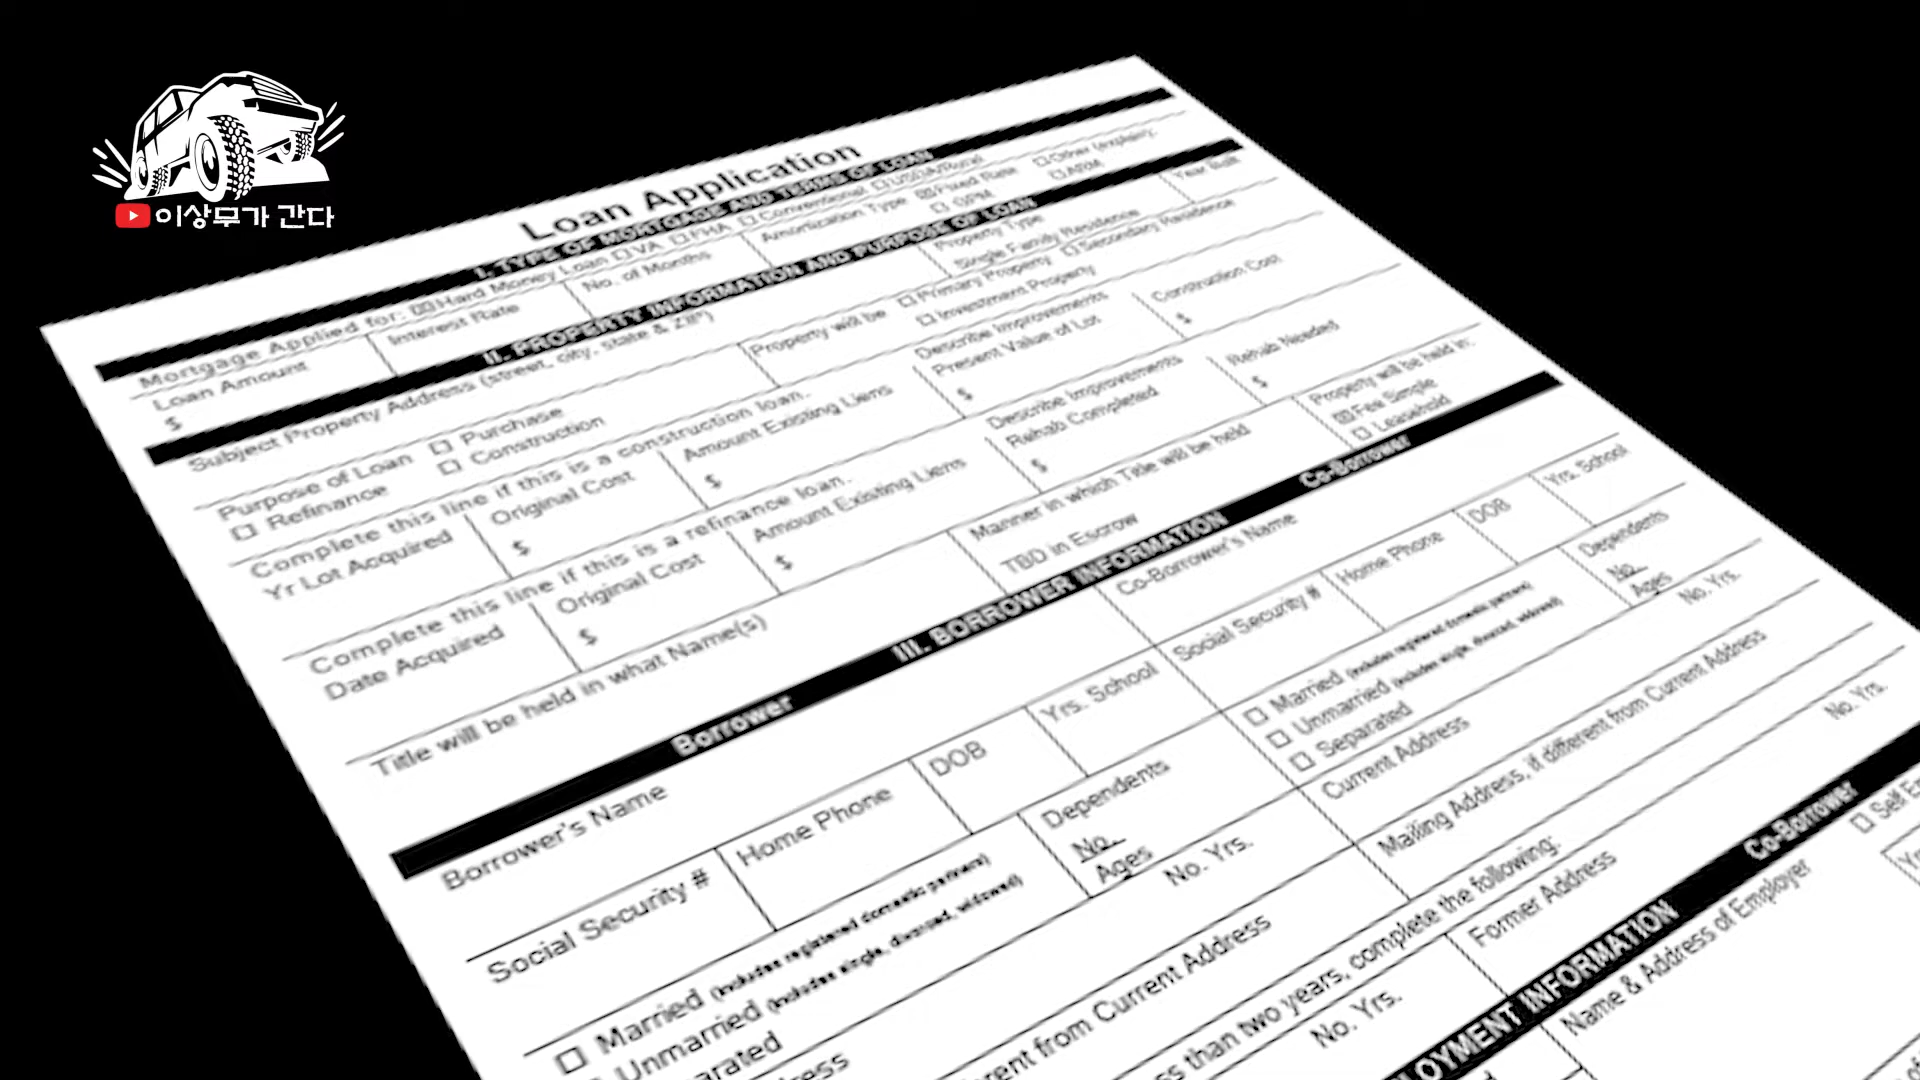 이상무가 간다
Loan Application
I. TYPE OF MORTGAGE AND TERMS OF LOAN
Mortgage Applied for: Hard Money Loan VA FHA Conventional USDA/Rural Other (explain):
Loan Amount Interest Rate No. of Months Amortization Type Fixed Rate ARM
$ GPM
II. PROPERTY INFORMATION AND PURPOSE OF LOAN
Subject Property Address (street, city, state & ZIP) Property Type Year Built
Single Family Residence
Purpose of Loan Purchase Property will be Primary Property Secondary Residence
Refinance Construction Investment Property
Complete this line if this is a construction loan. Describe Improvements
Yr Lot Acquired Original Cost Amount Existing Liens Present Value of Lot Construction Cost
$ $ $ $
Complete this line if this is a refinance loan. Describe Improvements
Date Acquired Original Cost Amount Existing Liens Rehab Completed Rehab Needed
$ $ $ $
Title will be held in what Name(s) Manner in which Title will be held Property will be held in:
TBD in Escrow Fee Simple
Leasehold
Borrower III. BORROWER INFORMATION Co-Borrower
Borrower's Name Co-Borrower's Name
Social Security # Home Phone DOB Yrs. School Social Security # Home Phone DOB Yrs. School
Married (includes registered domestic partners) Dependents Married (includes registered domestic partners) Dependents
Unmarried (includes single, divorced, widowed) No. Unmarried (includes single, divorced, widowed) No.
Separated Ages Separated Ages
No. Yrs. Current Address No. Yrs.
from Current Address Mailing Address, if different from Current Address
than two years, complete the following:
No. Yrs. Former Address No. Yrs.
EMPLOYMENT INFORMATION Co-Borrower
Name & Address of Employer Self